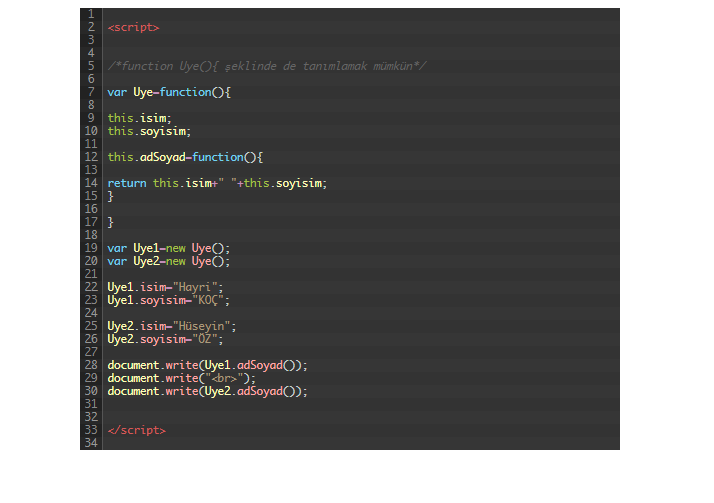 1
2 <script>
3
4
5 /*function Uye(){ şeklinde de tanımlamak mümkün*/
6
7 var Uye=function(){
8
9 this.isim;
10 this.soyisim;
11
12 this.adSoyad=function(){
13
14 return this.isim+" "+this.soyisim;
15 }
16
17 }
18
19 var Uye1=new Uye();
20 var Uye2=new Uye();
21
22 Uye1.isim="Hayri";
23 Uye1.soyisim="KOÇ";
24
25 Uye2.isim="Hüseyin";
26 Uye2.soyisim="ÖZ";
27
28 document.write(Uye1.adSoyad());
29 document.write("<br>");
30 document.write(Uye2.adSoyad());
31
32
33 </script>
34